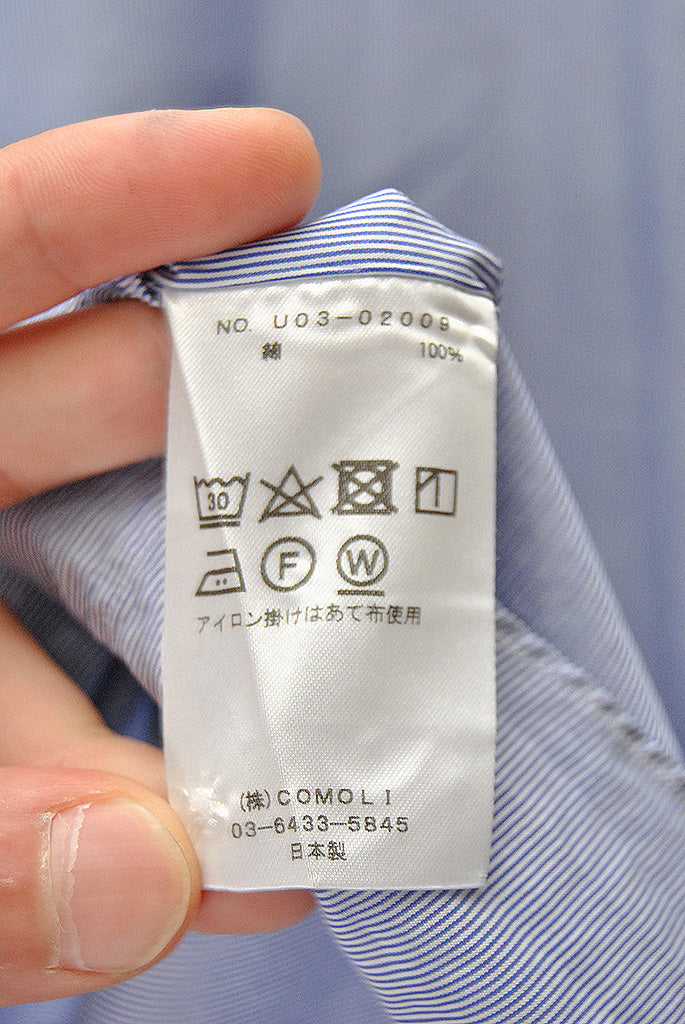 NO. U03-02009
綿 100%
30
F W
アイロン掛けはあて布使用
(株)COMOLI
03-6433-5845
日本製